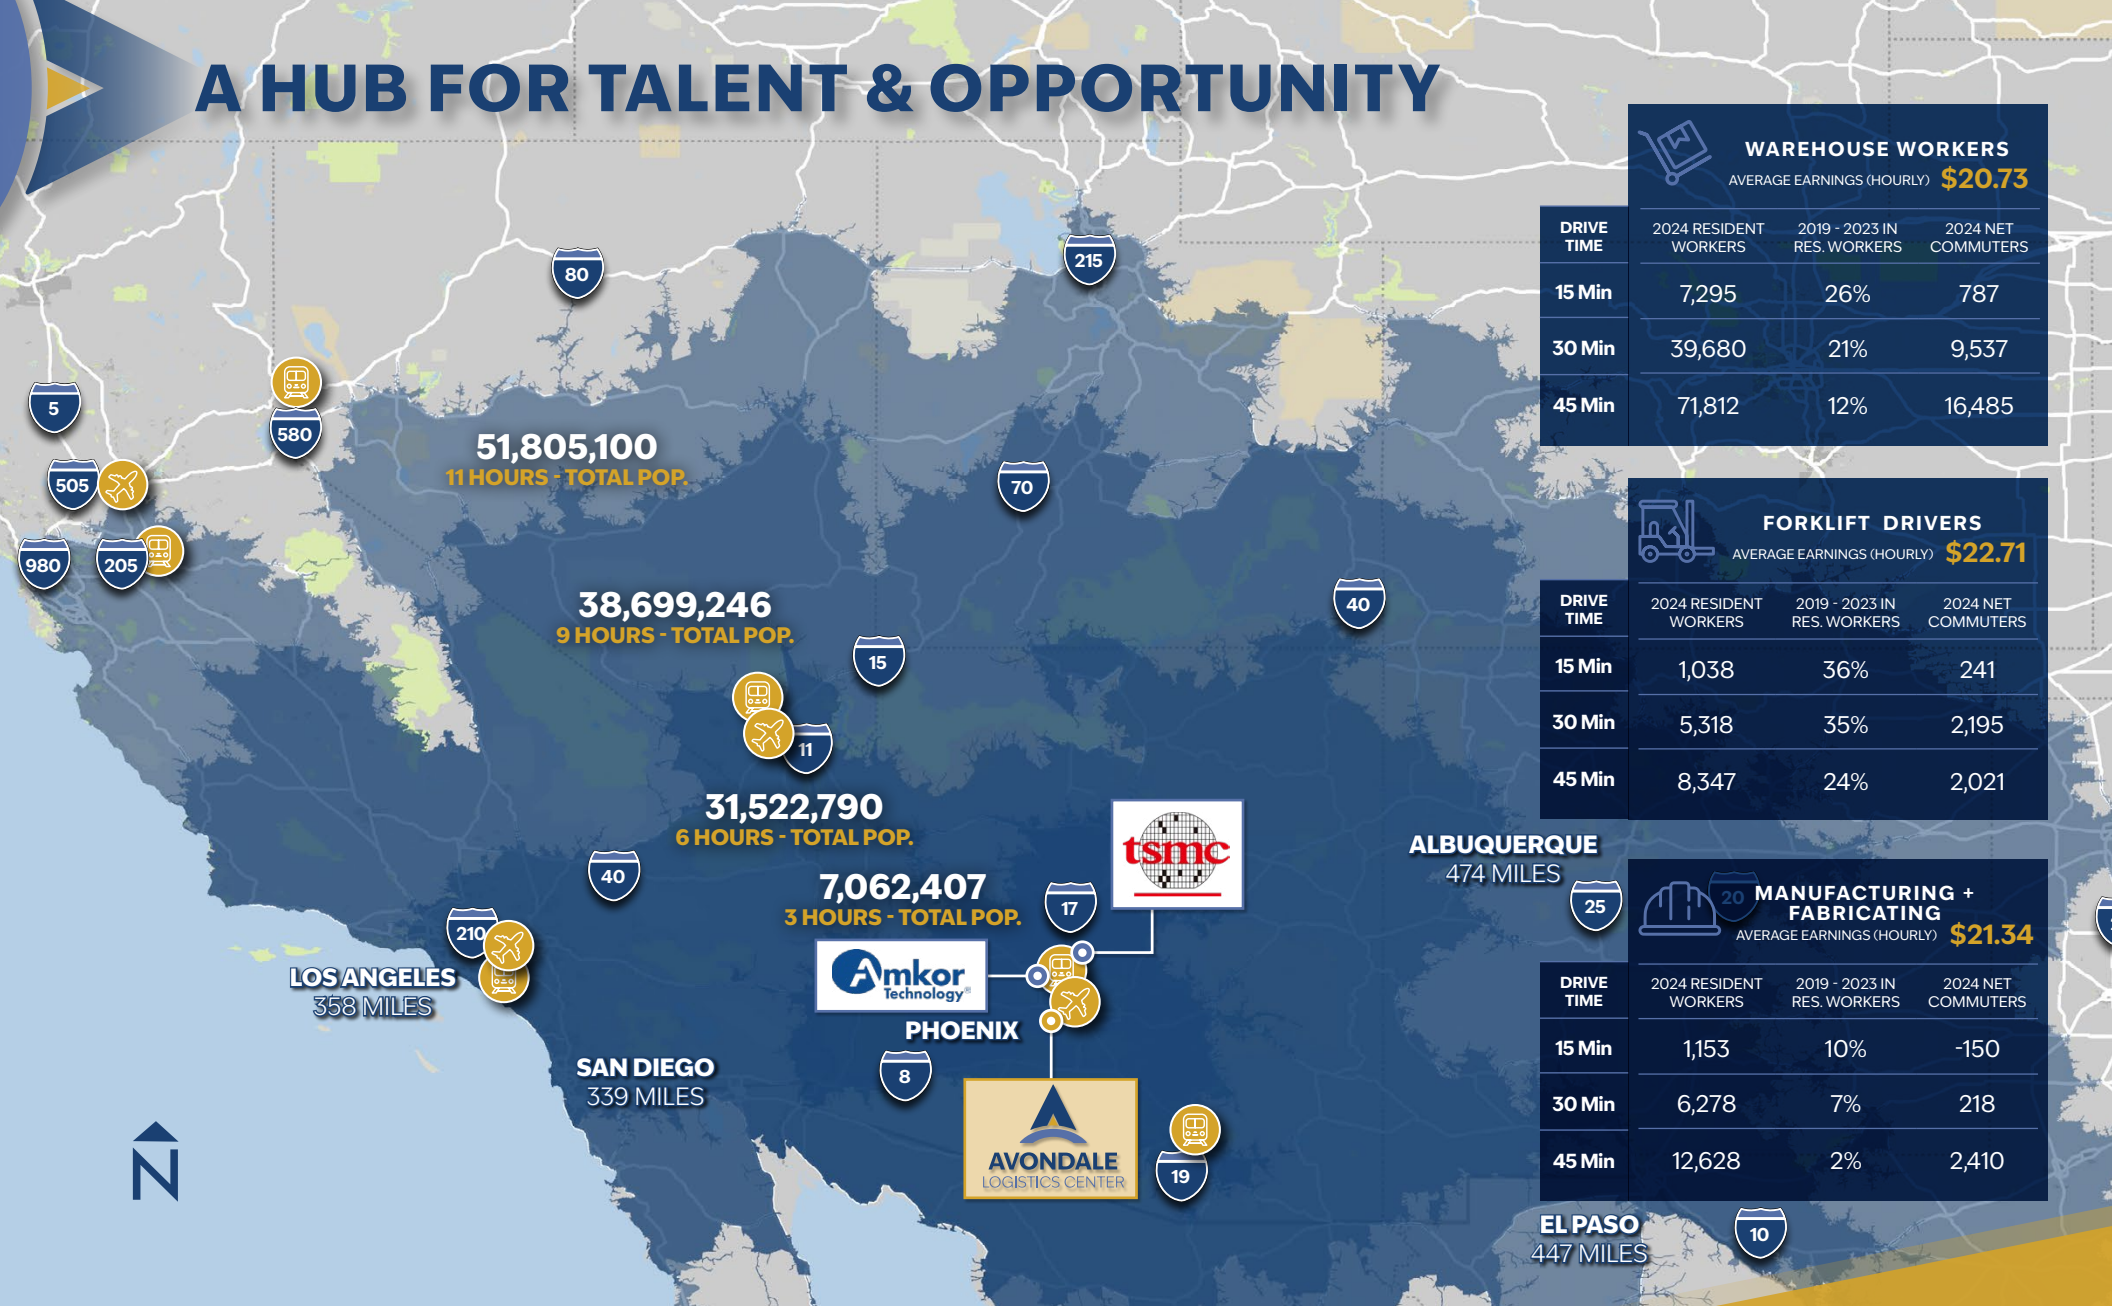 A HUB FOR TALENT & OPPORTUNITY
WAREHOUSE WORKERS
AVERAGE EARNINGS (HOURLY) $20.73
DRIVE TIME
2024 RESIDENT WORKERS
2019 - 2023 IN RES. WORKERS
2024 NET COMMUTERS
15 Min 7,295 26% 787
30 Min 39,680 21% 9,537
45 Min 71,812 12% 16,485
FORKLIFT DRIVERS
AVERAGE EARNINGS (HOURLY) $22.71
DRIVE TIME
2024 RESIDENT WORKERS
2019 - 2023 IN RES. WORKERS
2024 NET COMMUTERS
15 Min 1,038 36% 241
30 Min 5,318 35% 2,195
45 Min 8,347 24% 2,021
20
MANUFACTURING +
FABRICATING
AVERAGE EARNINGS (HOURLY) $21.34
DRIVE TIME
2024 RESIDENT WORKERS
2019 - 2023 IN RES. WORKERS
2024 NET COMMUTERS
15 Min 1,153 10% -150
30 Min 6,278 7% 218
45 Min 12,628 2% 2,410
80
215
5
580
505
980
205
51,805,100
11 HOURS - TOTAL POP.
70
38,699,246
9 HOURS - TOTAL POP.
40
15
11
31,522,790
6 HOURS - TOTAL POP.
tsmc
40
7,062,407
3 HOURS - TOTAL POP.
17
ALBUQUERQUE
474 MILES
25
210
LOS ANGELES
358 MILES
Amkor
Technology®
PHOENIX
SAN DIEGO
339 MILES
8
AVONDALE
LOGISTICS CENTER
19
EL PASO
447 MILES
10
N